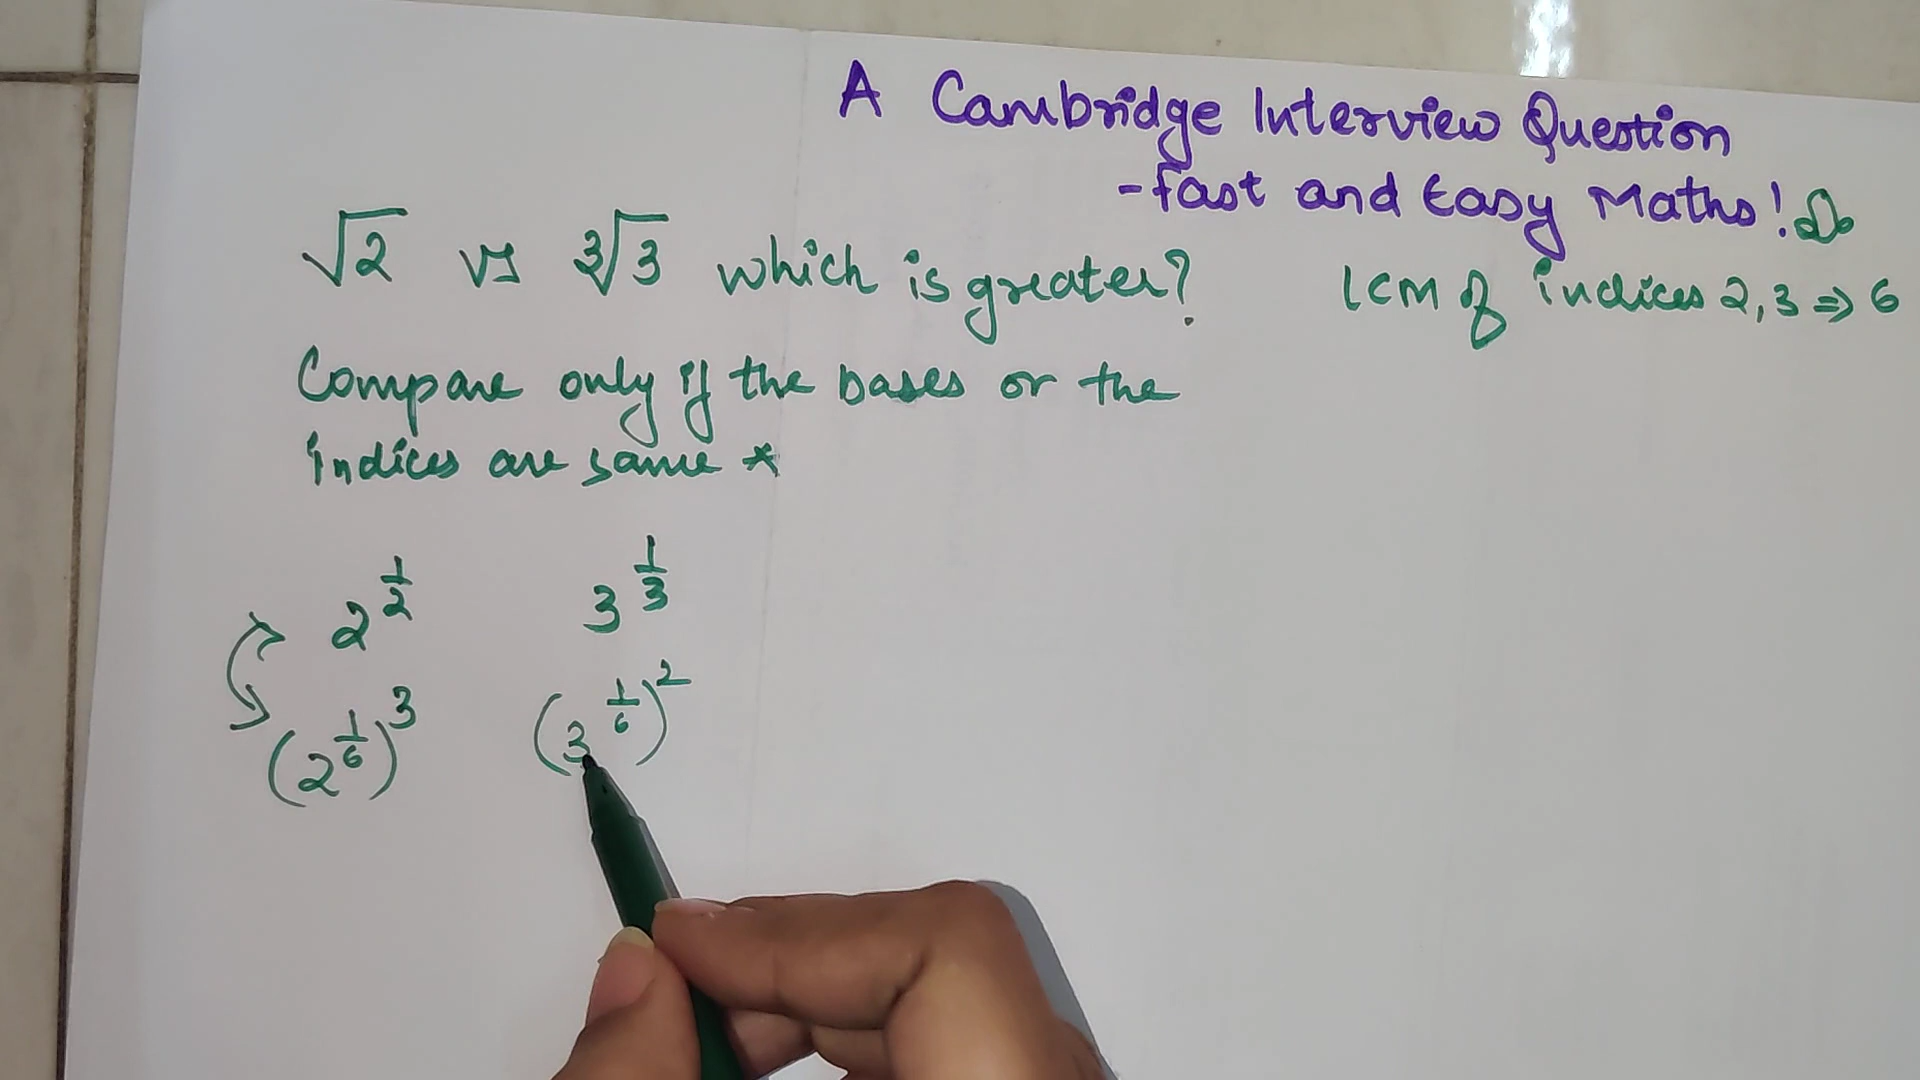 A Cambridge Interview Question
- fast and Easy Maths!
√2 vs ∛3 which is greater?
LCM of indices 2, 3 ⇒ 6
Compare only if the bases or the
indices are same *
2^(1/2) 3^(1/3)
(2^(1/6))^3 (3^(1/6))^2